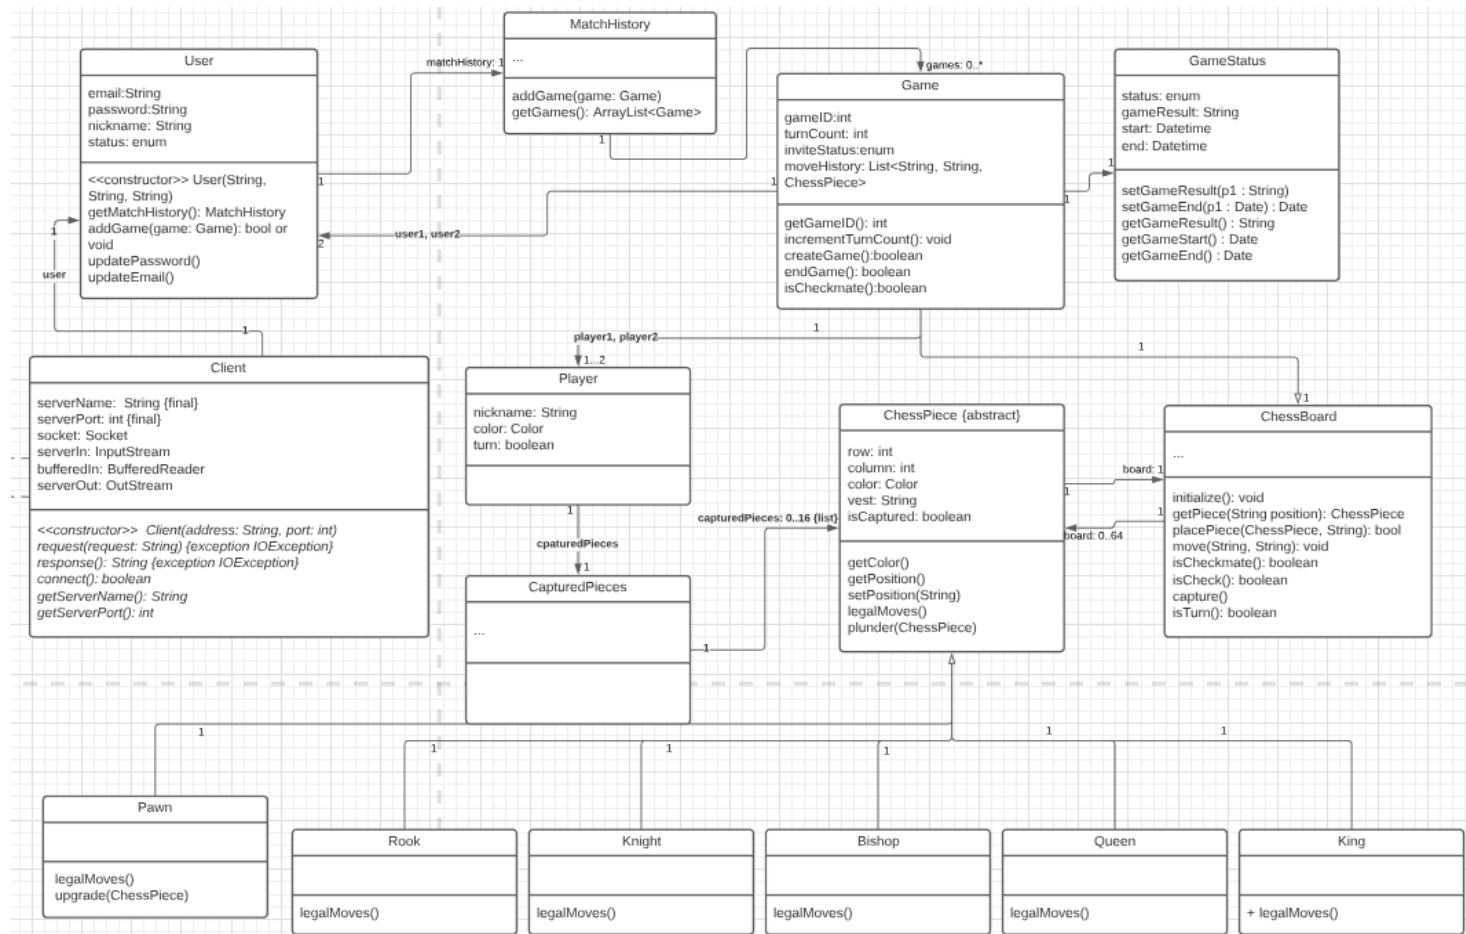 MatchHistory
...
addGame(game: Game)
getGames(): ArrayList<Game>
1
matchHistory: 1
games: 0..*
User
email:String
password:String
nickname: String
status: enum
<<constructor>> User(String,
String, String)
getMatchHistory(): MatchHistory
addGame(game: Game): bool or
void
updatePassword()
updateEmail()
1
2
user1, user2
1
user
1
Game
gameID:int
turnCount: int
inviteStatus:enum
moveHistory: List<String, String,
ChessPiece>
getGameID(): int
incrementTurnCount(): void
createGame():boolean
endGame(): boolean
isCheckmate():boolean
1
1
1
GameStatus
status: enum
gameResult: String
start: Datetime
end: Datetime
setGameResult(p1 : String)
setGameEnd(p1 : Date) : Date
getGameResult() : String
getGameStart() : Date
getGameEnd() : Date
1
player1, player2
1...2
1
1
Client
serverName: String {final}
serverPort: int {final}
socket: Socket
serverIn: InputStream
bufferedIn: BufferedReader
serverOut: OutStream
<<constructor>> Client(address: String, port: int)
request(request: String) {exception IOException}
response(): String {exception IOException}
connect(): boolean
getServerName(): String
getServerPort(): int
Player
nickname: String
color: Color
turn: boolean
1
cpaturedPieces
1
CapturedPieces
...
1
capturedPieces: 0..16 {list}
ChessPiece {abstract}
row: int
column: int
color: Color
vest: String
isCaptured: boolean
getColor()
getPosition()
setPosition(String)
legalMoves()
plunder(ChessPiece)
board: 1
1
1
board: 0..64
ChessBoard
...
initialize(): void
getPiece(String position): ChessPiece
placePiece(ChessPiece, String): bool
move(String, String): void
isCheckmate(): boolean
isCheck(): boolean
capture()
isTurn(): boolean
1
1
1
1
1
1
Pawn
legalMoves()
upgrade(ChessPiece)
Rook
legalMoves()
Knight
legalMoves()
Bishop
legalMoves()
Queen
legalMoves()
King
+ legalMoves()